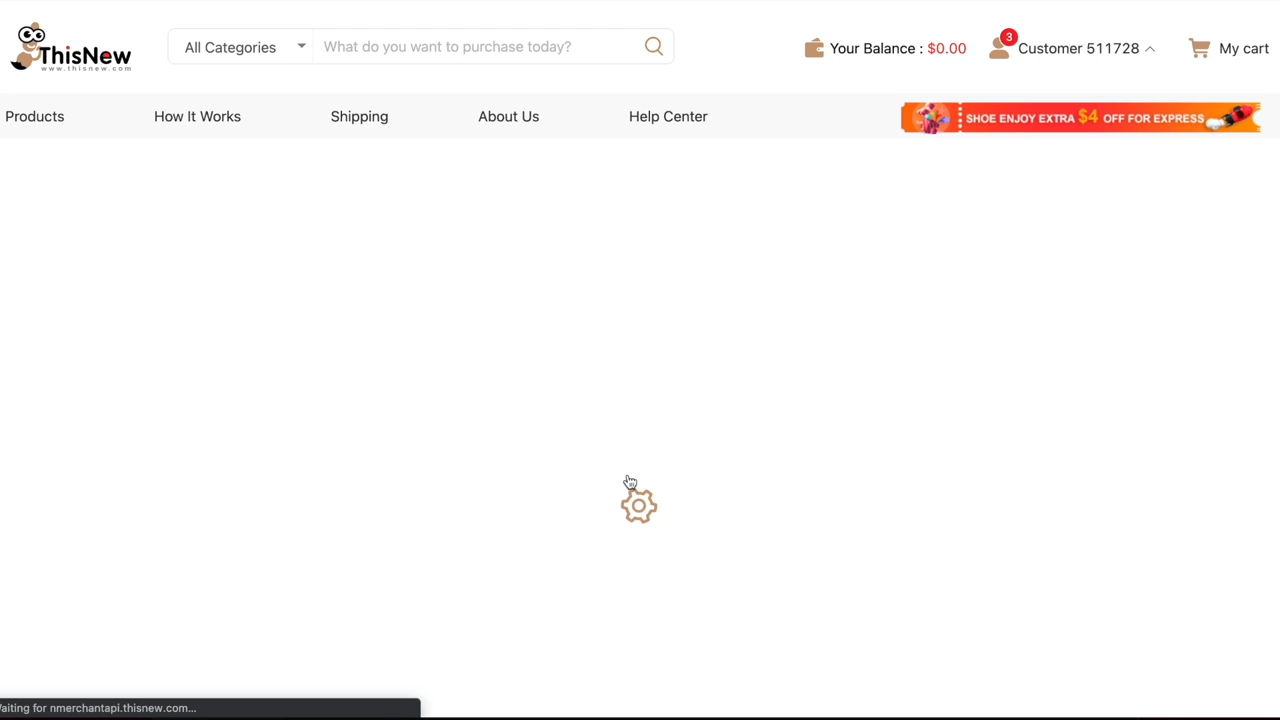 ThisNew
www.thisnew.com
All Categories
What do you want to purchase today?
Your Balance : $0.00
3
Customer 511728
My cart
Products
How It Works
Shipping
About Us
Help Center
SHOE ENJOY EXTRA $4 OFF FOR EXPRESS
aiting for nmerchantapi.thisnew.com...